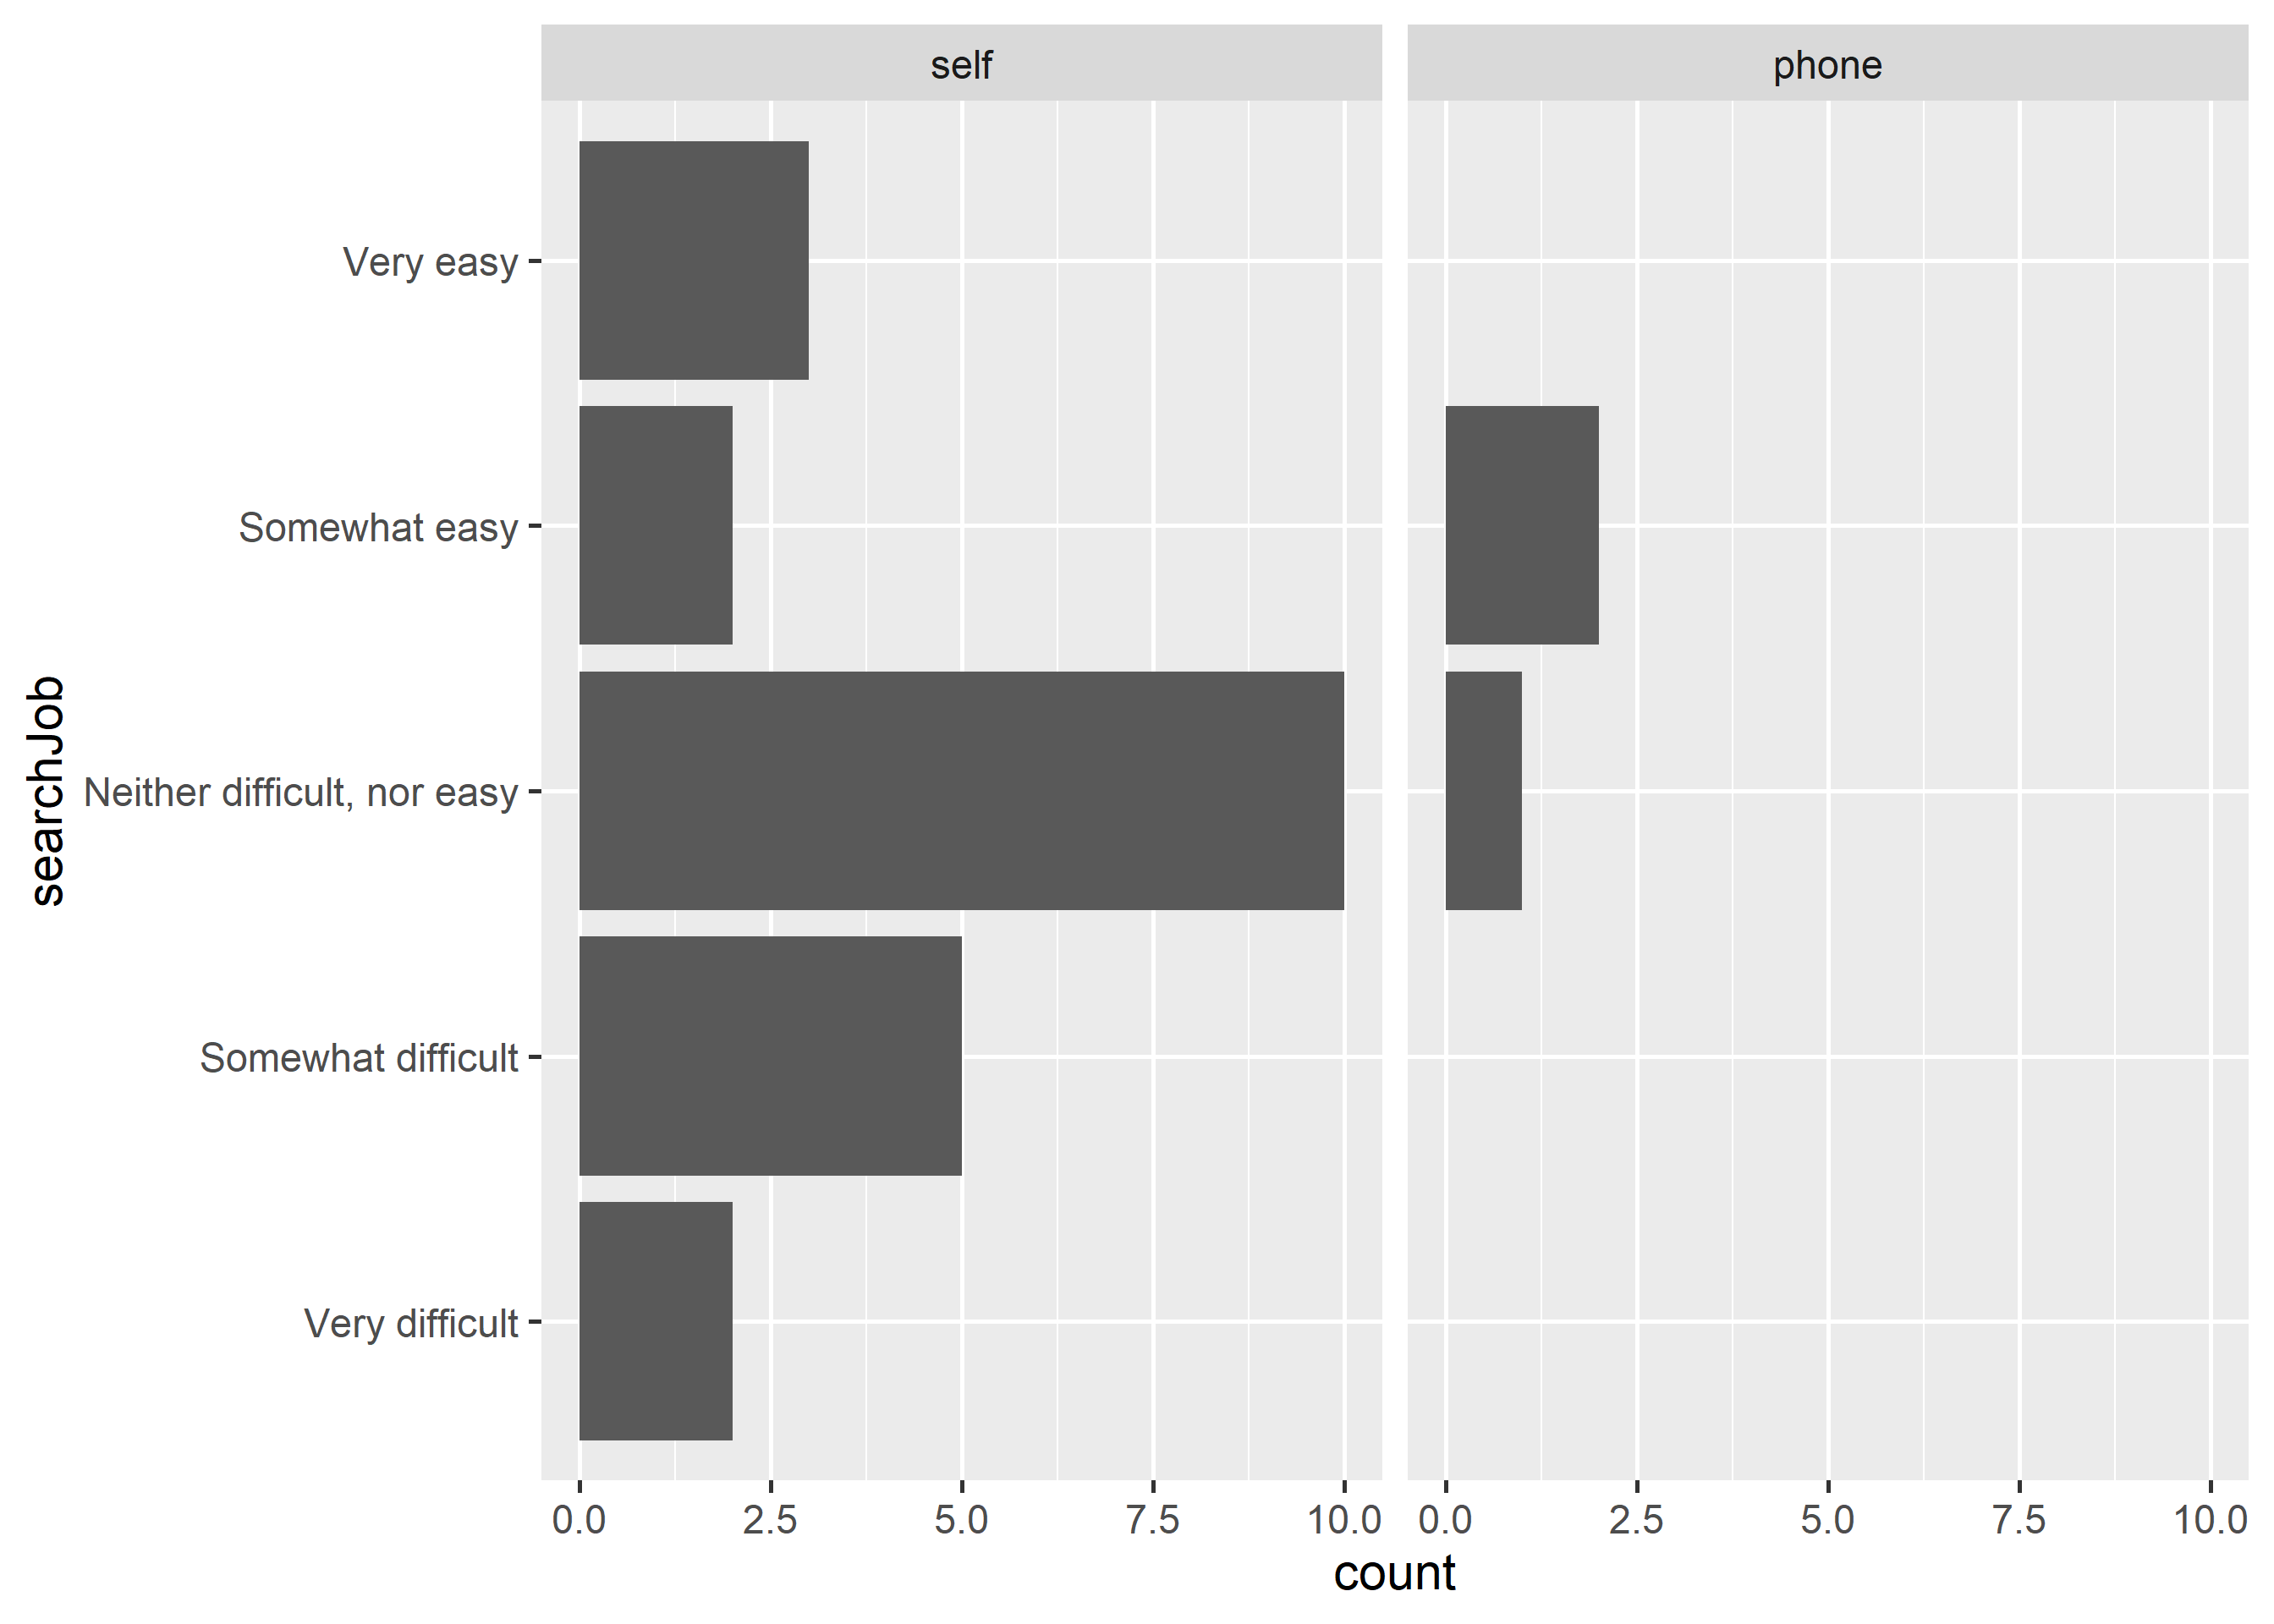 self
phone
searchJob
Very easy
Somewhat easy
Neither difficult, nor easy
Somewhat difficult
Very difficult
0.0 2.5 5.0 7.5 10.0 0.0 2.5 5.0 7.5 10.0
count